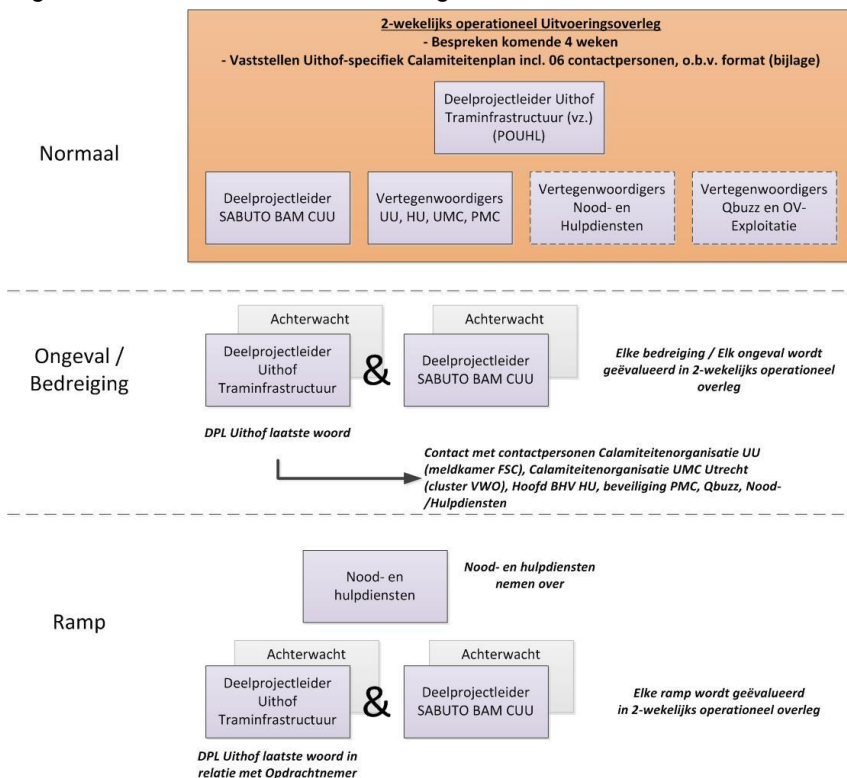 2-wekelijks operationeel Uitvoeringsoverleg
- Bespreken komende 4 weken
- Vaststellen Uithof-specifiek Calamiteitenplan incl. 06 contactpersonen, o.b.v. format (bijlage)
Normaal
Deelprojectleider Uithof
Traminfrastructuur (vz.)
(POUHL)
Deelprojectleider
SABUTO BAM CUU
Vertegenwoordigers
UU, HU, UMC, PMC
Vertegenwoordigers
Nood- en
Hulpdiensten
Vertegenwoordigers
Qbuzz en OV-
Exploitatie
Ongeval /
Bedreiging
Achterwacht
Deelprojectleider
Uithof
Traminfrastructuur
&
Achterwacht
Deelprojectleider
SABUTO BAM CUU
Elke bedreiging / Elk ongeval wordt
geëvalueerd in 2-wekelijks operationeel
overleg
DPL Uithof laatste woord
Contact met contactpersonen Calamiteitenorganisatie UU
(meldkamer FSC), Calamiteitenorganisatie UMC Utrecht
(cluster VWO), Hoofd BHV HU, beveiliging PMC, Qbuzz, Nood-
/Hulpdiensten
Ramp
Nood- en
hulpdiensten
Nood- en hulpdiensten
nemen over
Achterwacht
Deelprojectleider
Uithof
Traminfrastructuur
&
Achterwacht
Deelprojectleider
SABUTO BAM CUU
Elke ramp wordt geëvalueerd
in 2-wekelijks operationeel overleg
DPL Uithof laatste woord in
relatie met Opdrachtnemer